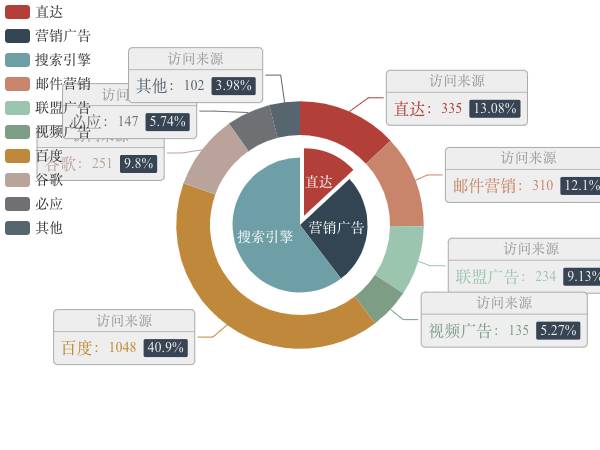 直达
营销广告
搜索引擎
邮件营销
联盟广告
视频广告
百度
谷歌
必应
其他
访问来源
其他： 102 3.98%
访问来源
必应： 147 5.74%
访问来源
谷歌： 251 9.8%
访问来源
直达： 335 13.08%
访问来源
邮件营销： 310 12.1%
访问来源
联盟广告： 234 9.13%
访问来源
视频广告： 135 5.27%
访问来源
百度： 1048 40.9%
直达
营销广告
搜索引擎